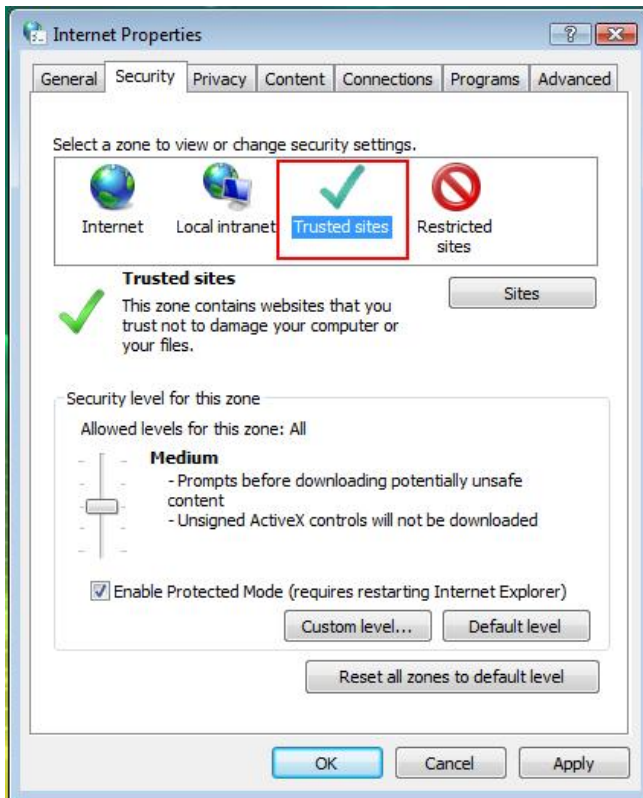 Internet Properties
General Security Privacy Content Connections Programs Advanced
Select a zone to view or change security settings.
Internet Local intranet Trusted sites Restricted sites
Trusted sites
Sites
This zone contains websites that you
trust not to damage your computer or
your files.
Security level for this zone
Allowed levels for this zone: All
Medium
- Prompts before downloading potentially unsafe
content
- Unsigned ActiveX controls will not be downloaded
Enable Protected Mode (requires restarting Internet Explorer)
Custom level... Default level
Reset all zones to default level
OK Cancel Apply